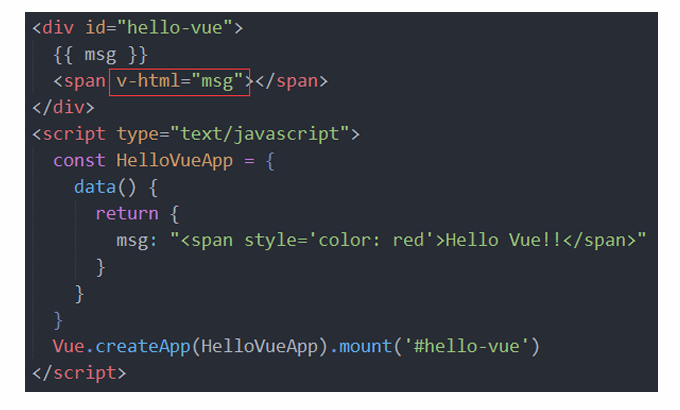 <div id="hello-vue">
{{ msg }}
<span v-html="msg"></span>
</div>
<script type="text/javascript">
const HelloVueApp = {
data() {
return {
msg: "<span style='color: red'>Hello Vue!!</span>"
}
}
}
Vue.createApp(HelloVueApp).mount('#hello-vue')
</script>